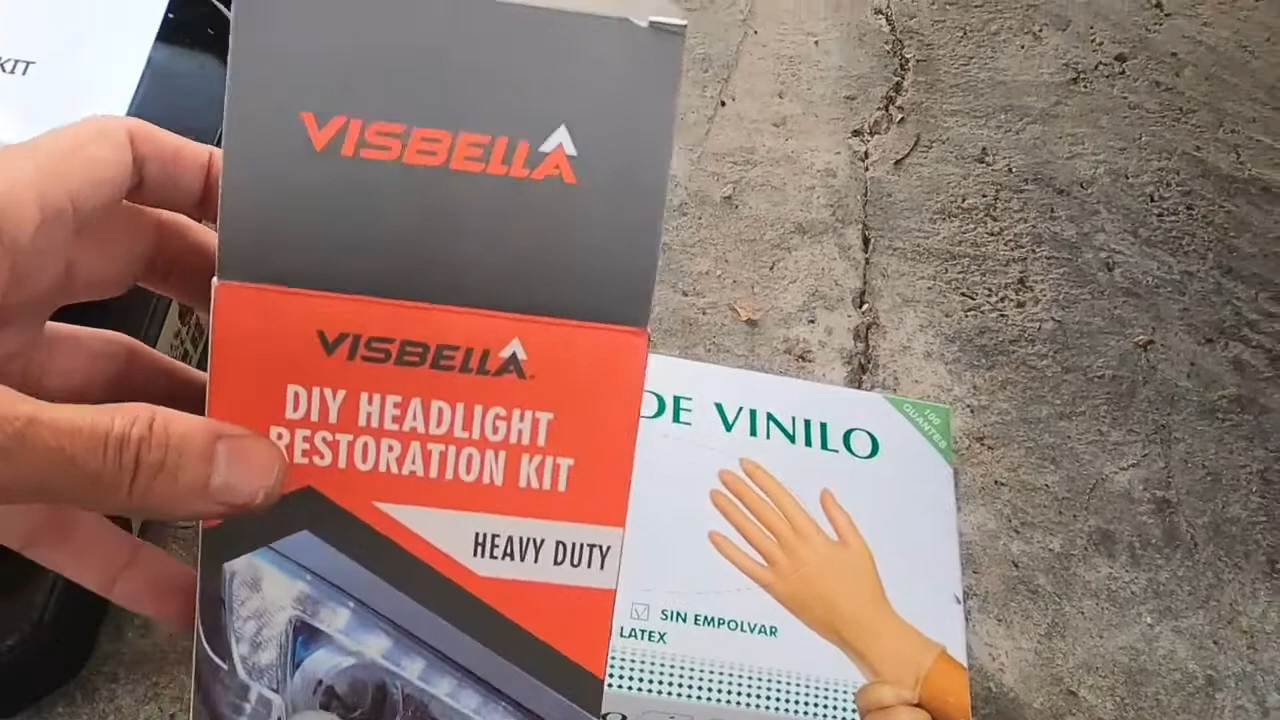 KIT
VISBELLA
VISBELLA
DIY HEADLIGHT
RESTORATION KIT
HEAVY DUTY
DE VINILO
100
GUANTES
SIN EMPOLVAR
LATEX